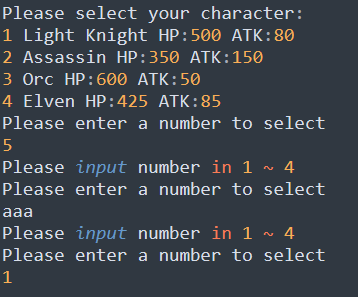 Please select your character:
1 Light Knight HP:500 ATK:80
2 Assassin HP:350 ATK:150
3 Orc HP:600 ATK:50
4 Elven HP:425 ATK:85
Please enter a number to select
5
Please input number in 1 ~ 4
Please enter a number to select
aaa
Please input number in 1 ~ 4
Please enter a number to select
1